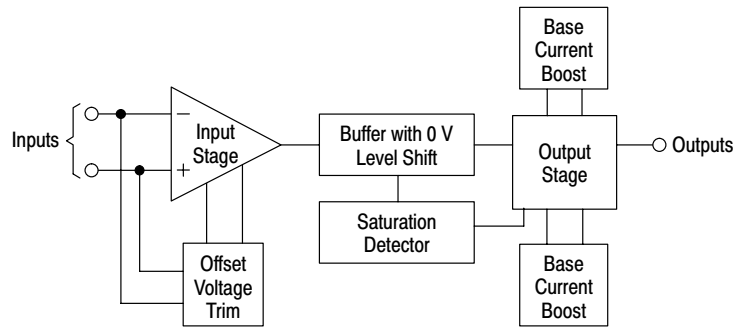 Base
Current
Boost
Inputs
−
+
Input
Stage
Buffer with 0 V
Level Shift
Output
Stage
Outputs
Saturation
Detector
Offset
Voltage
Trim
Base
Current
Boost